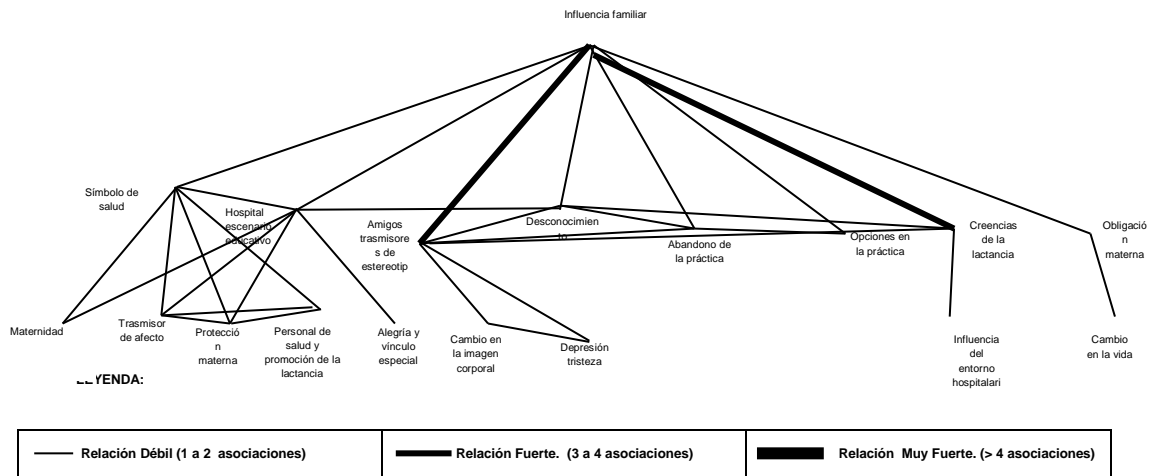 Influencia familiar
Símbolo de
salud
Hospital
escenario
educativo
Amigos
trasmisore
s de
estereotip
Desconocimien
to
Abandono de
la práctica
Opciones en
la práctica
Creencias
de la
lactancia
Obligació
n
materna
Maternidad
Trasmisor
de afecto
Protecció
n
materna
Personal de
salud y
promoción de la
lactancia
Alegría y
vínculo
especial
Cambio en
la imagen
corporal
Depresión
tristeza
Influencia
del
entorno
hospitalari
Cambio
en la vida
LEYENDA:
Relación Débil (1 a 2 asociaciones)
Relación Fuerte. (3 a 4 asociaciones)
Relación Muy Fuerte. (> 4 asociaciones)